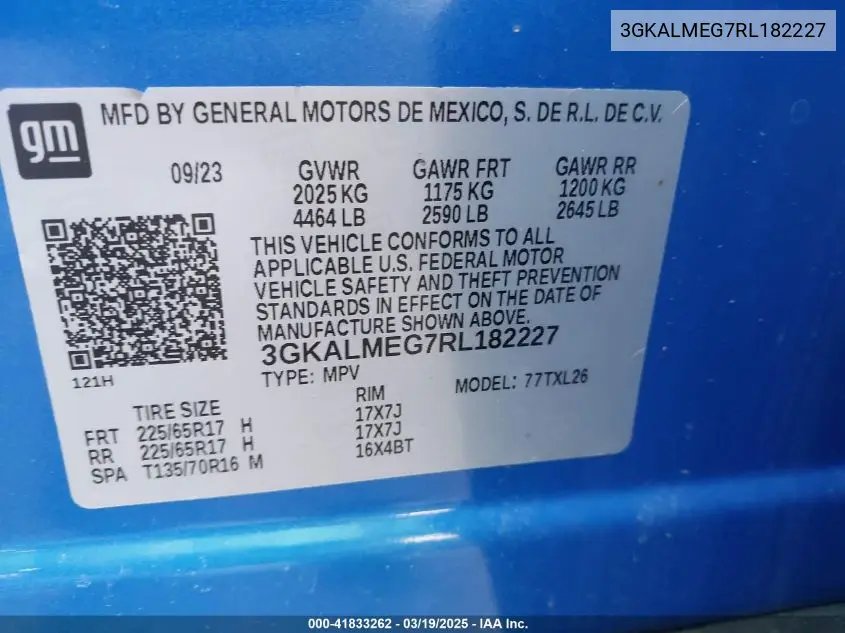 3GKALMEG7RL182227
gm
MFD BY GENERAL MOTORS DE MEXICO, S. DE R.L. DE C.V.
09/23 GVWR GAWR FRT GAWR RR
2025 KG 1175 KG 1200 KG
4464 LB 2590 LB 2645 LB
THIS VEHICLE CONFORMS TO ALL
APPLICABLE U.S. FEDERAL MOTOR
VEHICLE SAFETY AND THEFT PREVENTION
STANDARDS IN EFFECT ON THE DATE OF
MANUFACTURE SHOWN ABOVE.
3GKALMEG7RL182227
121H
TYPE: MPV MODEL: 77TXL26
TIRE SIZE RIM
FRT 225/65R17 H 17X7J
RR 225/65R17 H 17X7J
SPA T135/70R16 M 16X4BT
000-41833262 - 03/19/2025 - IAA Inc.